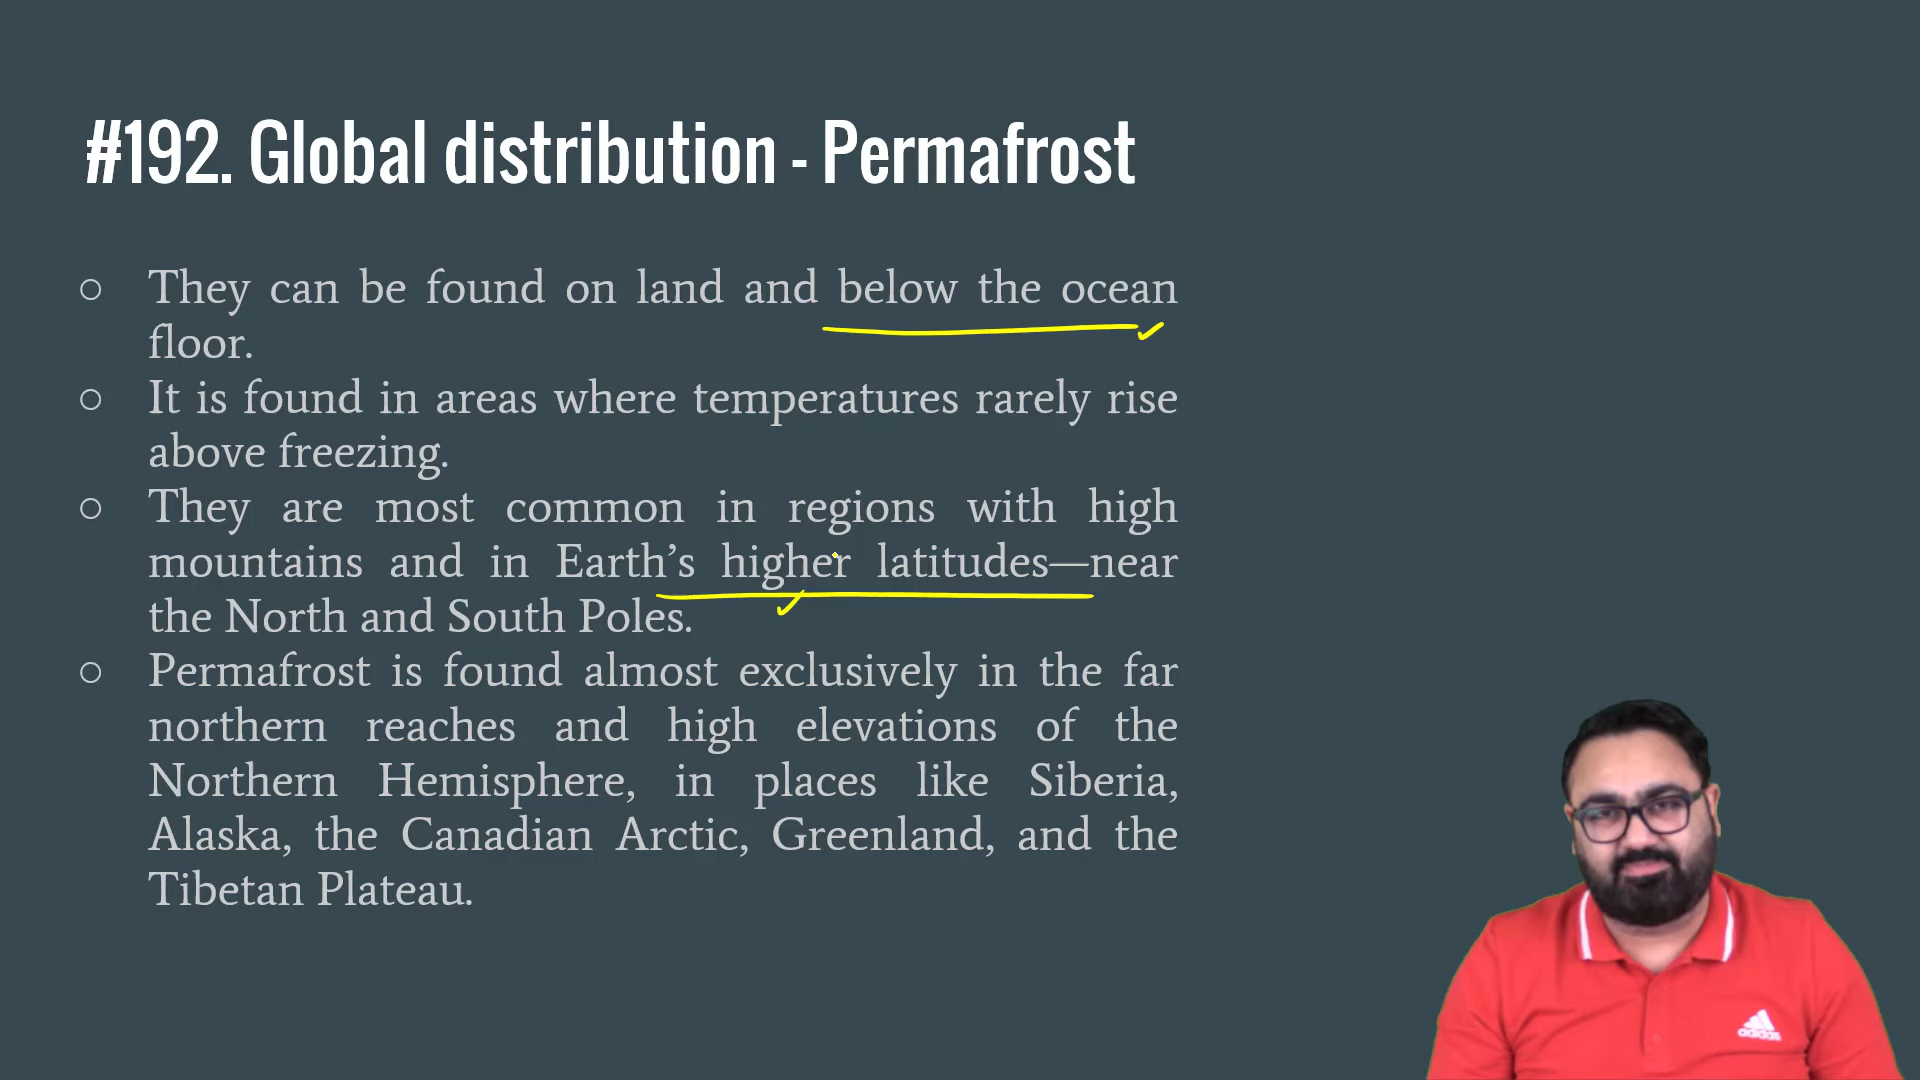 #192. Global distribution - Permafrost
○ They can be found on land and below the ocean
floor.
○ It is found in areas where temperatures rarely rise
above freezing.
○ They are most common in regions with high
mountains and in Earth’s higher latitudes—near
the North and South Poles.
○ Permafrost is found almost exclusively in the far
northern reaches and high elevations of the
Northern Hemisphere, in places like Siberia,
Alaska, the Canadian Arctic, Greenland, and the
Tibetan Plateau.
adidas